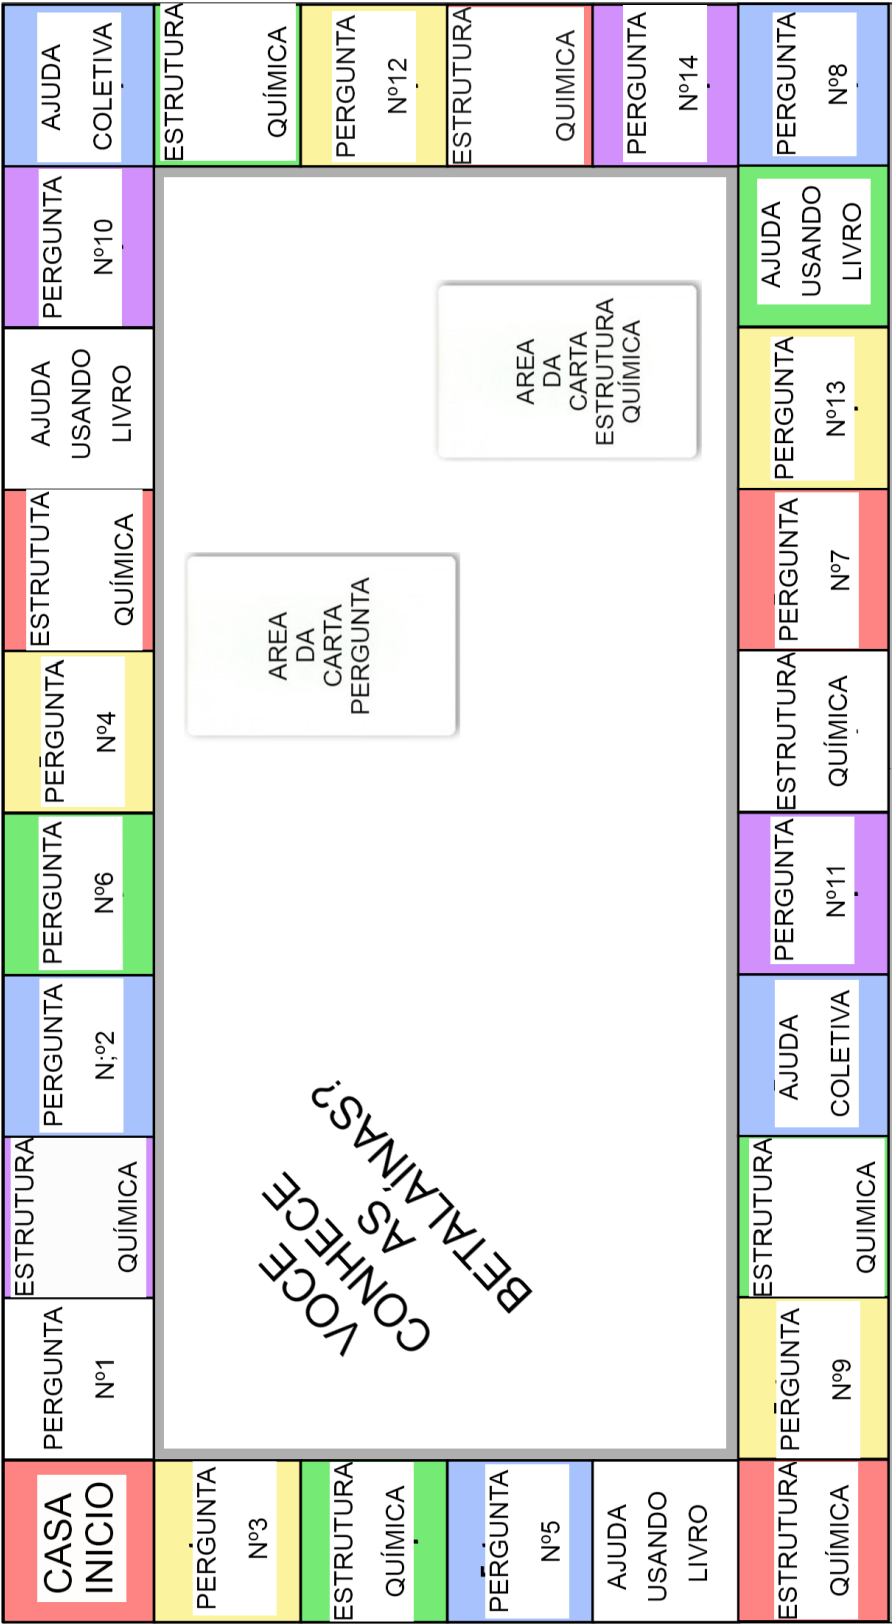 CASA
INICIO
PERGUNTA
Nº1
ESTRUTURA
QUÍMICA
PERGUNTA
N;º2
PERGUNTA
Nº6
PERGUNTA
Nº4
ESTRUTUTA
QUÍMICA
AJUDA
USANDO
LIVRO
PERGUNTA
Nº10
AJUDA
COLETIVA
PERGUNTA
Nº3
ESTRUTURA
QUÍMICA
PERGUNTA
Nº5
AJUDA
USANDO
LIVRO
VOCE
CONHECE
AS
BETALAÍNAS?
AREA
DA
CARTA
PERGUNTA
AREA
DA
CARTA
ESTRUTURA
QUÍMICA
ESTRUTURA
QUÍMICA
PERGUNTA
Nº12
ESTRUTURA
QUIMICA
PERGUNTA
Nº14
ESTRUTURA
QUÍMICA
PERGUNTA
Nº9
ESTRUTURA
QUIMICA
AJUDA
COLETIVA
PERGUNTA
Nº11
ESTRUTURA
QUÍMICA
PERGUNTA
Nº7
PERGUNTA
Nº13
AJUDA
USANDO
LIVRO
PERGUNTA
Nº8